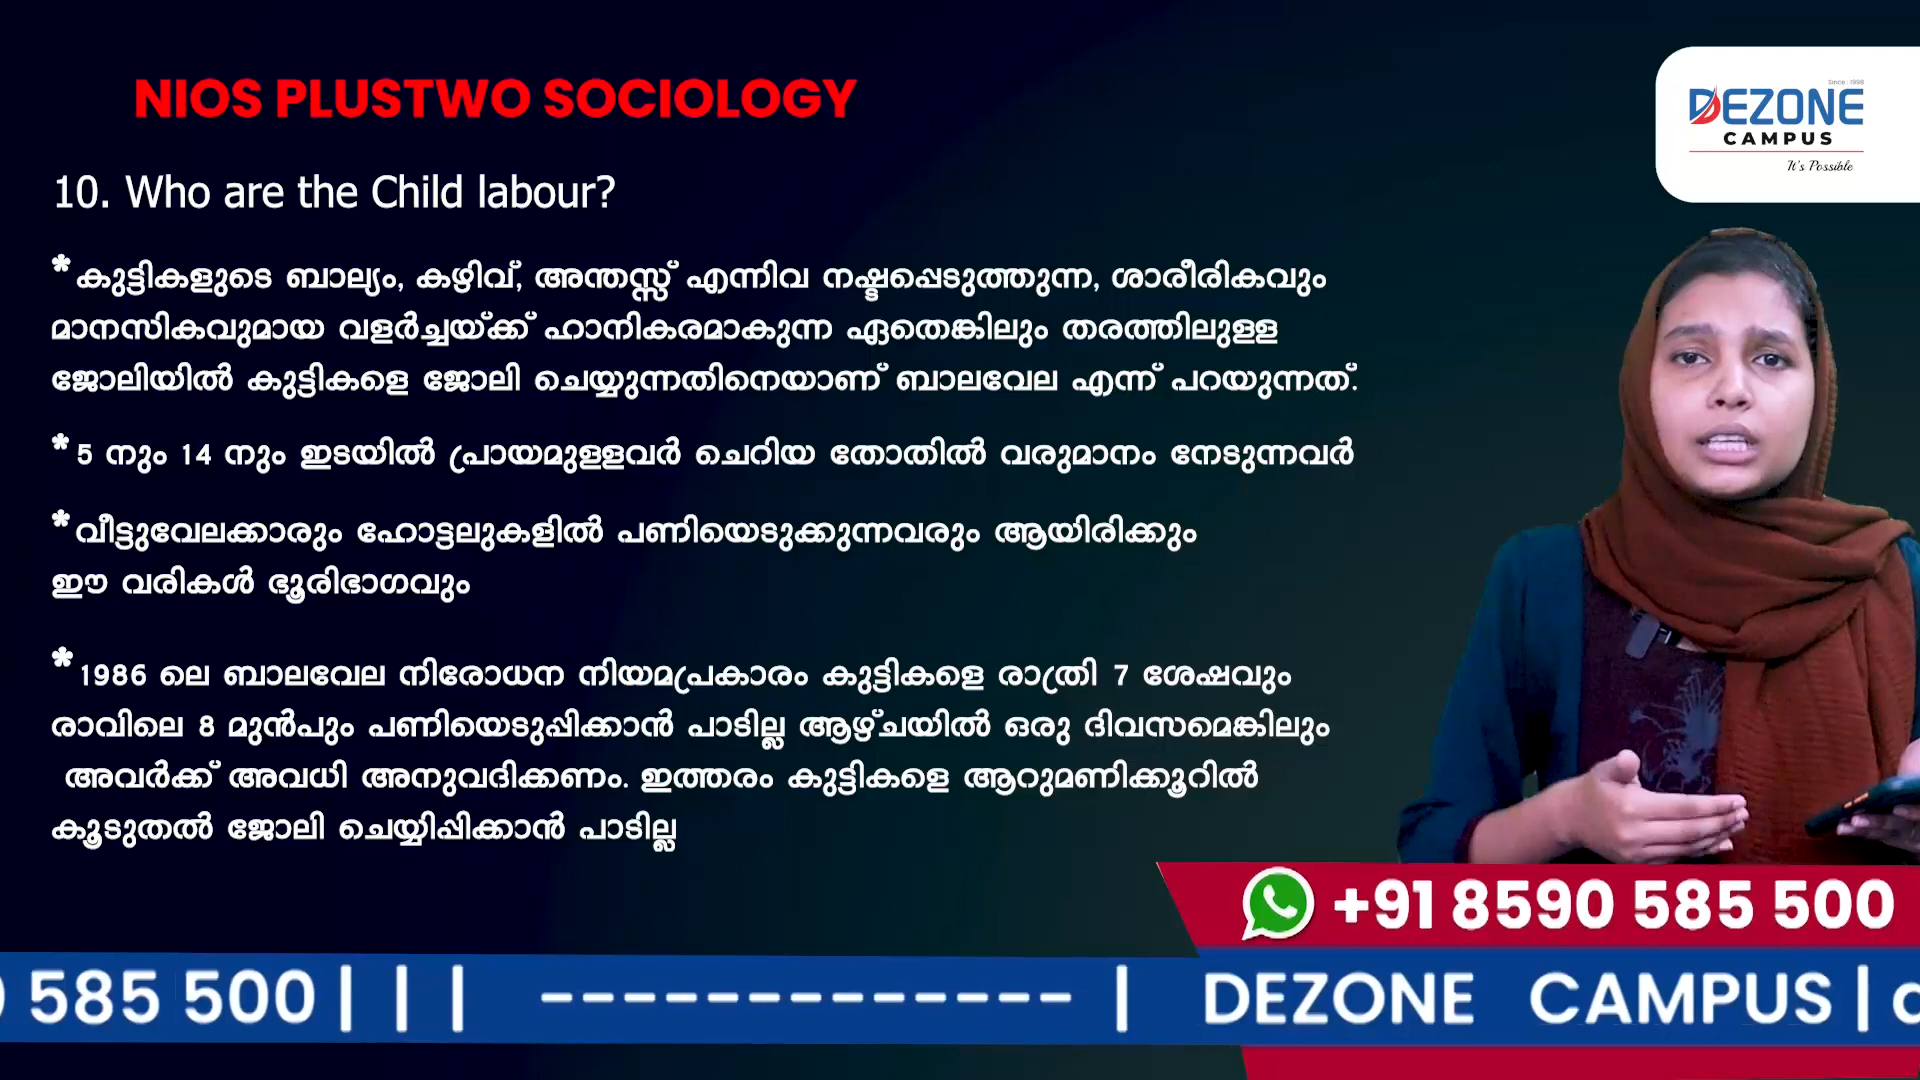 NIOS PLUSTWO SOCIOLOGY
Since : 1998
DEZONE
CAMPUS
It's Possible
10. Who are the Child labour?
*കുട്ടികളുടെ ബാല്യം, കഴിവ്, അന്തസ്സ് എന്നിവ നഷ്ടപ്പെടുത്തുന്ന, ശാരീരികവും
മാനസികവുമായ വളർച്ചയ്ക്ക് ഹാനികരമാകുന്ന ഏതെങ്കിലും തരത്തിലുള്ള
ജോലിയിൽ കുട്ടികളെ ജോലി ചെയ്യുന്നതിനെയാണ് ബാലവേല എന്ന് പറയുന്നത്.
*5 നും 14 നും ഇടയിൽ പ്രായമുള്ളവർ ചെറിയ തോതിൽ വരുമാനം നേടുന്നവർ
*വീട്ടുവേലക്കാരും ഹോട്ടലുകളിൽ പണിയെടുക്കുന്നവരും ആയിരിക്കും
ഈ വരികൾ ഭൂരിഭാഗവും
*1986 ലെ ബാലവേല നിരോധന നിയമപ്രകാരം കുട്ടികളെ രാത്രി 7 ശേഷവും
രാവിലെ 8 മുൻപും പണിയെടുപ്പിക്കാൻ പാടില്ല ആഴ്ചയിൽ ഒരു ദിവസമെങ്കിലും
അവർക്ക് അവധി അനുവദിക്കണം. ഇത്തരം കുട്ടികളെ ആറുമണിക്കൂറിൽ
കൂടുതൽ ജോലി ചെയ്യിപ്പിക്കാൻ പാടില്ല
+91 8590 585 500
585 500 | | | ------------- | DEZONE CAMPUS |